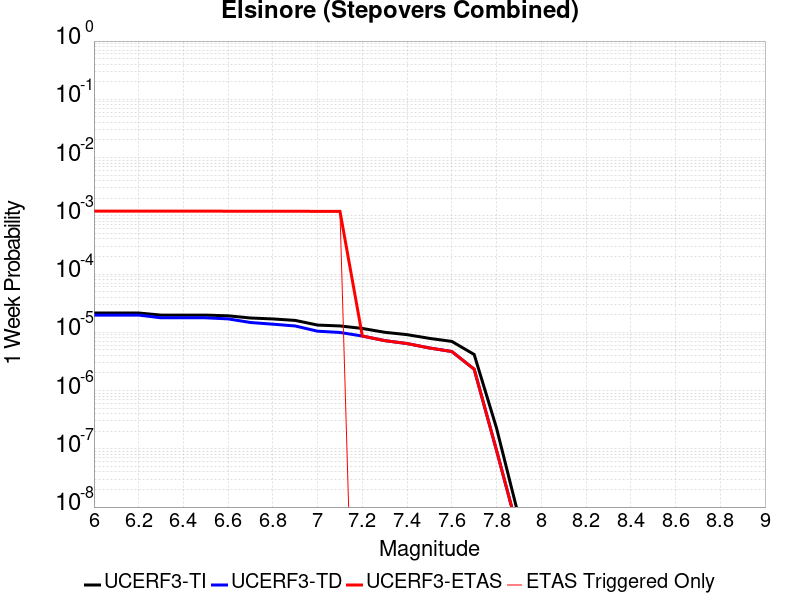 Elsinore (Stepovers Combined)
10^0
10^-1
10^-2
10^-3
10^-4
10^-5
10^-6
10^-7
10^-8
1 Week Probability
6 6.2 6.4 6.6 6.8 7 7.2 7.4 7.6 7.8 8 8.2 8.4 8.6 8.8 9
Magnitude
UCERF3-TI UCERF3-TD UCERF3-ETAS ETAS Triggered Only